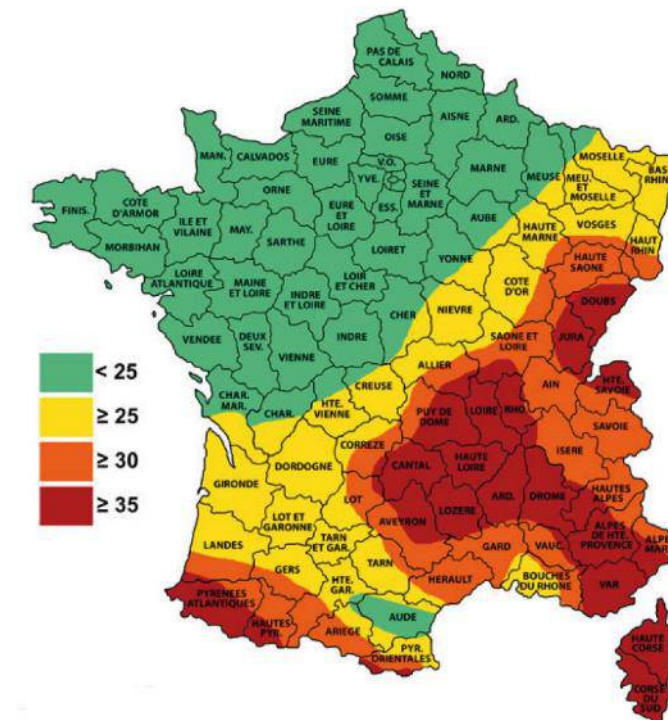 PAS DE
CALAIS
NORD
SOMME
SEINE
MARITIME
AISNE
ARD.
OISE
MAN.
CALVADOS
EURE
V.O.
YVE.
ESS.
SEINE
ET
MARNE
MARNE
MEUSE
MOSELLE
MEU.
ET
MOSELLE
BAS
RHIN
ORNE
FINIS.
COTE
D'ARMOR
ILE ET
VILAINE
MAY.
EURE
ET
LOIRE
AUBE
HAUTE
MARNE
VOSGES
HAUT
RHIN
MORBIHAN
SARTHE
LOIRET
YONNE
HAUTE
SAONE
LOIRE
ATLANTIQUE
MAINE
ET LOIRE
INDRE
ET LOIRE
LOIR
ET CHER
COTE
D'OR
DOUBS
VENDEE
DEUX
SEV.
VIENNE
INDRE
CHER
NIEVRE
SAONE ET
LOIRE
JURA
< 25
≥ 25
≥ 30
≥ 35
CHAR.
MAR.
CHAR.
HTE.
VIENNE
CREUSE
ALLIER
AIN
HTE.
SAVOIE
PUY DE
DOME
LOIRE
RHO.
SAVOIE
CORREZE
ISERE
GIRONDE
DORDOGNE
CANTAL
HAUTE
LOIRE
LOT
ARD.
DROME
HAUTES
ALPES
LOT ET
GARONNE
AVEYRON
LOZERE
LANDES
TARN
ET GAR.
TARN
GARD
VAUC.
ALPES
DE HTE.
PROVENCE
ALPE
MAR
GERS
HTE.
GAR.
HERAULT
BOUCHES
DU RHONE
VAR
PYRENEES
ATLANTIQUES
HAUTES
PYR.
ARIEGE
AUDE
PYR.
ORIENTALES
HAUTE
CORSE
CORSE
DU
SUD